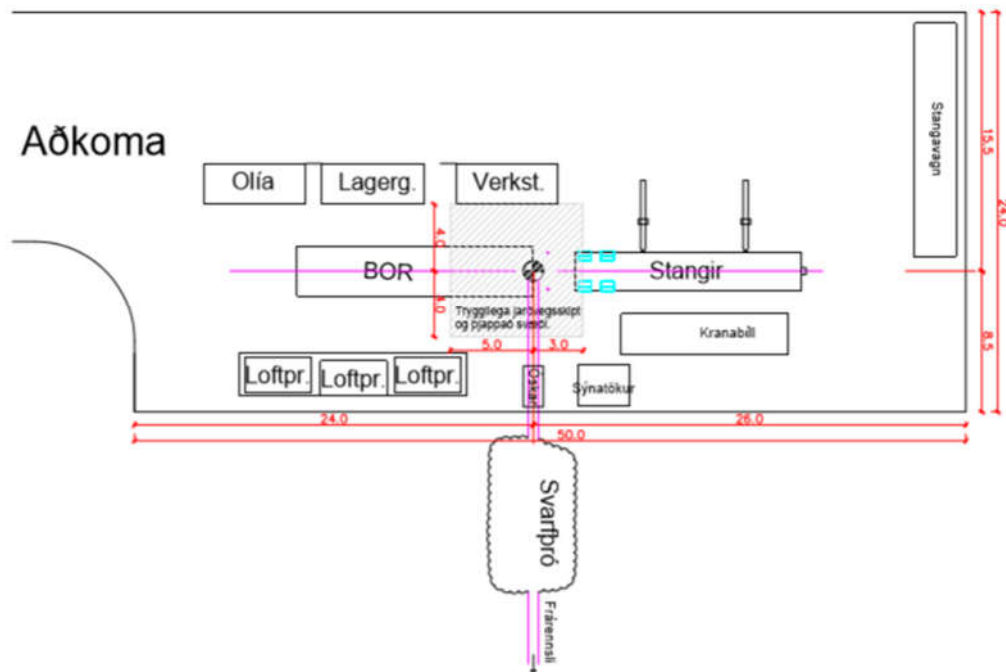 Aðkoma
Olía
Lagerg.
Verkst.
Stangavagn
15.5
24.0
4.0
BOR
Stangir
4.0
Tryggilega jarðvegsskipt
og þjappað svæði.
5.0
3.0
Kranabíll
8.5
Loftpr.
Loftpr.
Loftpr.
Óskar
Sýnatökur
24.0
26.0
50.0
Svarfþró
Frárennsli